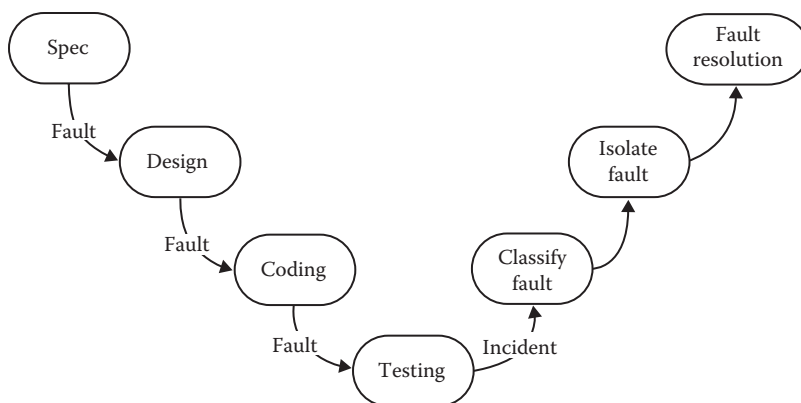 Spec
Fault
resolution
Fault
Design
Isolate
fault
Fault
Coding
Classify
fault
Fault
Testing
Incident